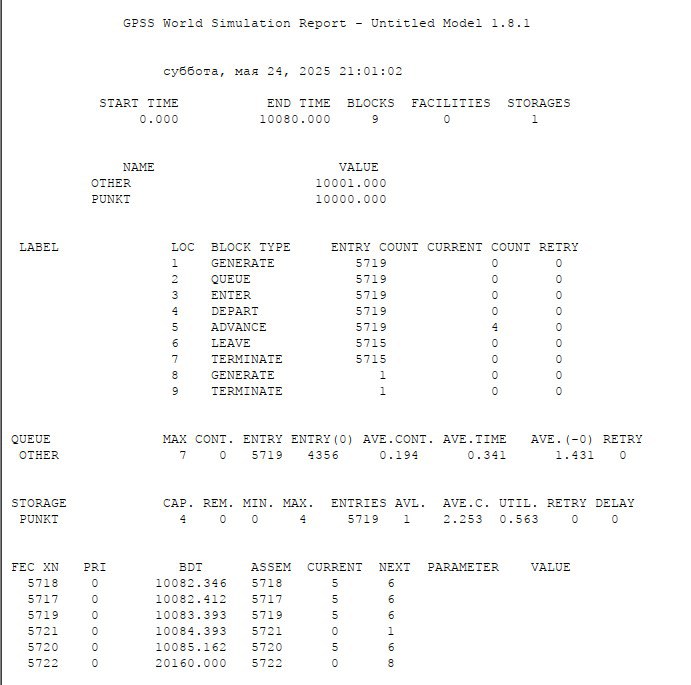 GPSS World Simulation Report - Untitled Model 1.8.1
суббота, мая 24, 2025 21:01:02
START TIME END TIME BLOCKS FACILITIES STORAGES
0.000 10080.000 9 0 1
NAME VALUE
OTHER 10001.000
PUNKT 10000.000
LABEL LOC BLOCK TYPE ENTRY COUNT CURRENT COUNT RETRY
1 GENERATE 5719 0 0
2 QUEUE 5719 0 0
3 ENTER 5719 0 0
4 DEPART 5719 0 0
5 ADVANCE 5719 4 0
6 LEAVE 5715 0 0
7 TERMINATE 5715 0 0
8 GENERATE 1 0 0
9 TERMINATE 1 0 0
QUEUE MAX CONT. ENTRY ENTRY(0) AVE.CONT. AVE.TIME AVE.(-0) RETRY
OTHER 7 0 5719 4356 0.194 0.341 1.431 0
STORAGE CAP. REM. MIN. MAX. ENTRIES AVL. AVE.C. UTIL. RETRY DELAY
PUNKT 4 0 0 4 5719 1 2.253 0.563 0 0
FEC XN PRI BDT ASSEM CURRENT NEXT PARAMETER VALUE
5718 0 10082.346 5718 5 6
5717 0 10082.412 5717 5 6
5719 0 10083.393 5719 5 6
5721 0 10084.393 5721 0 1
5720 0 10085.162 5720 5 6
5722 0 20160.000 5722 0 8